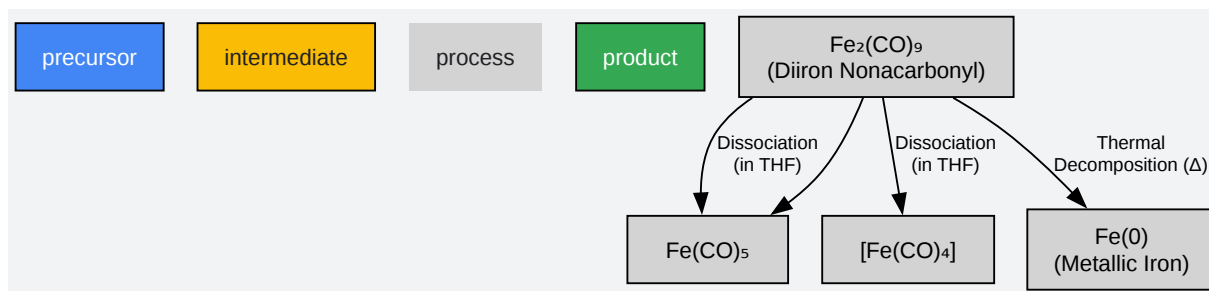 precursor
intermediate
process
product
Fe₂(CO)₉
(Diiron Nonacarbonyl)
Dissociation
(in THF)
Dissociation
(in THF)
Thermal
Decomposition (Δ)
Fe(CO)₅
[Fe(CO)₄]
Fe(0)
(Metallic Iron)